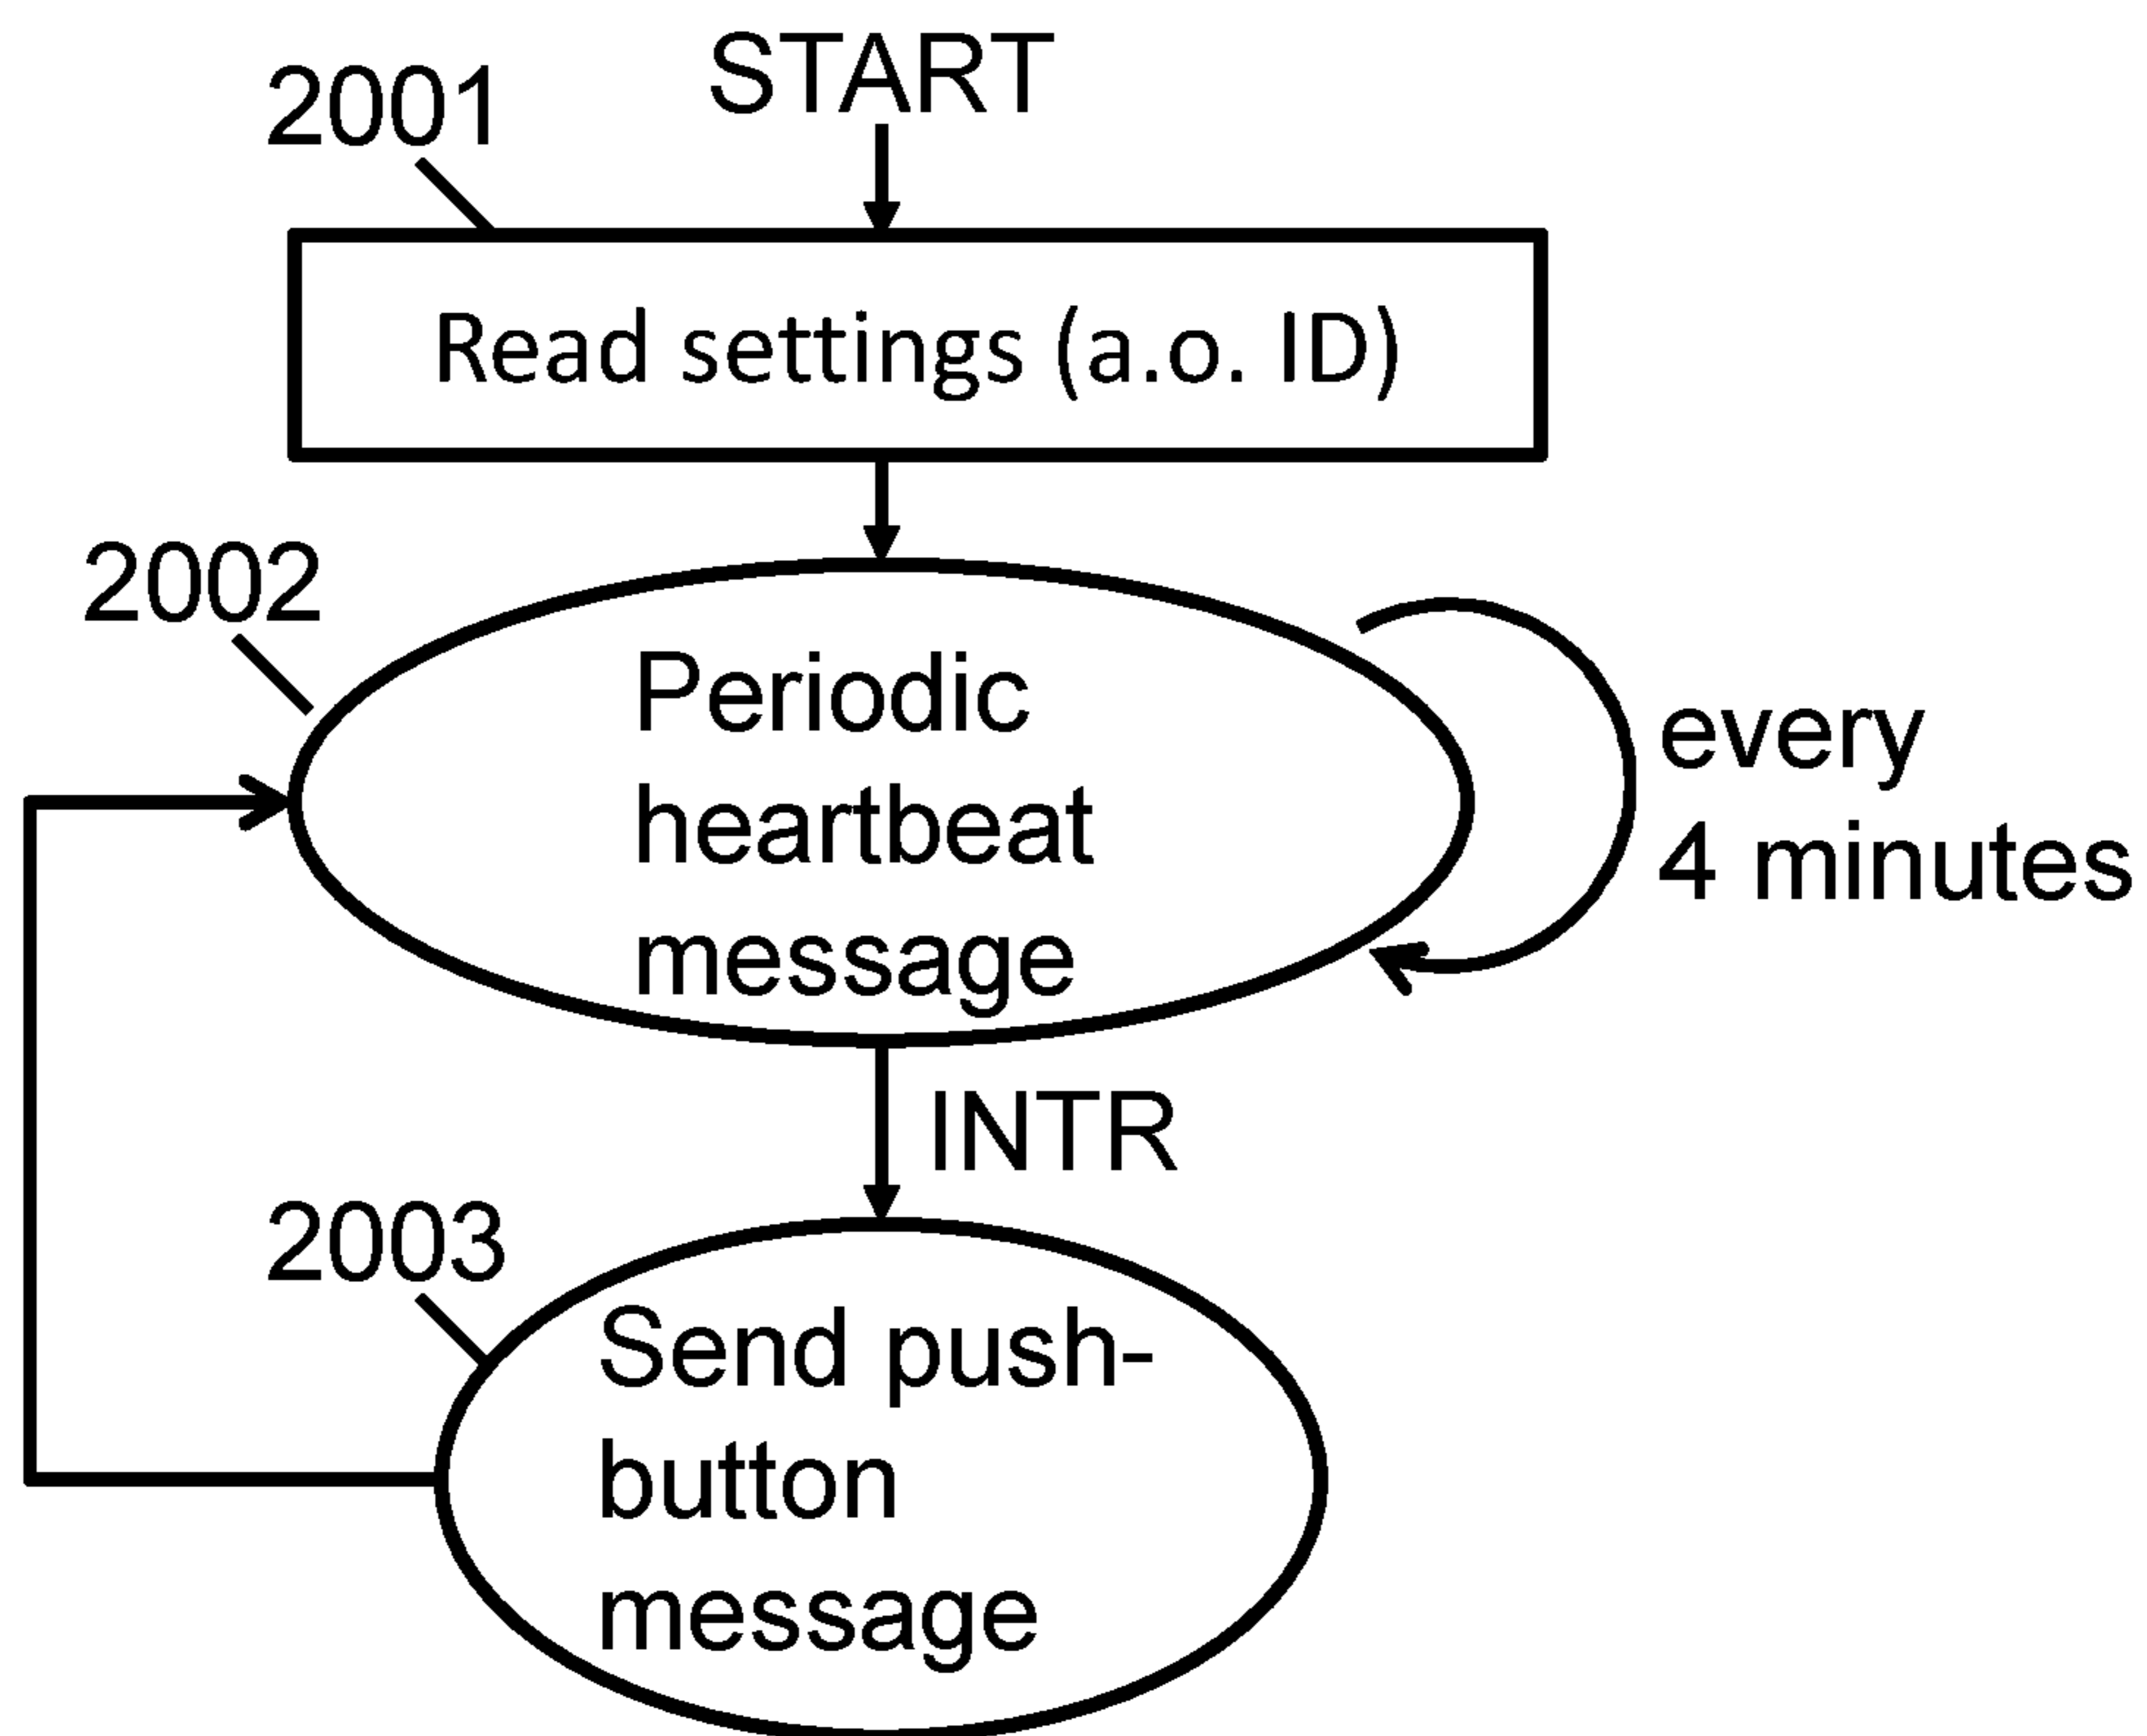 START
2001
Read settings (a.o. ID)
2002
Periodic
heartbeat
message
every
4 minutes
INTR
2003
Send push-
button
message